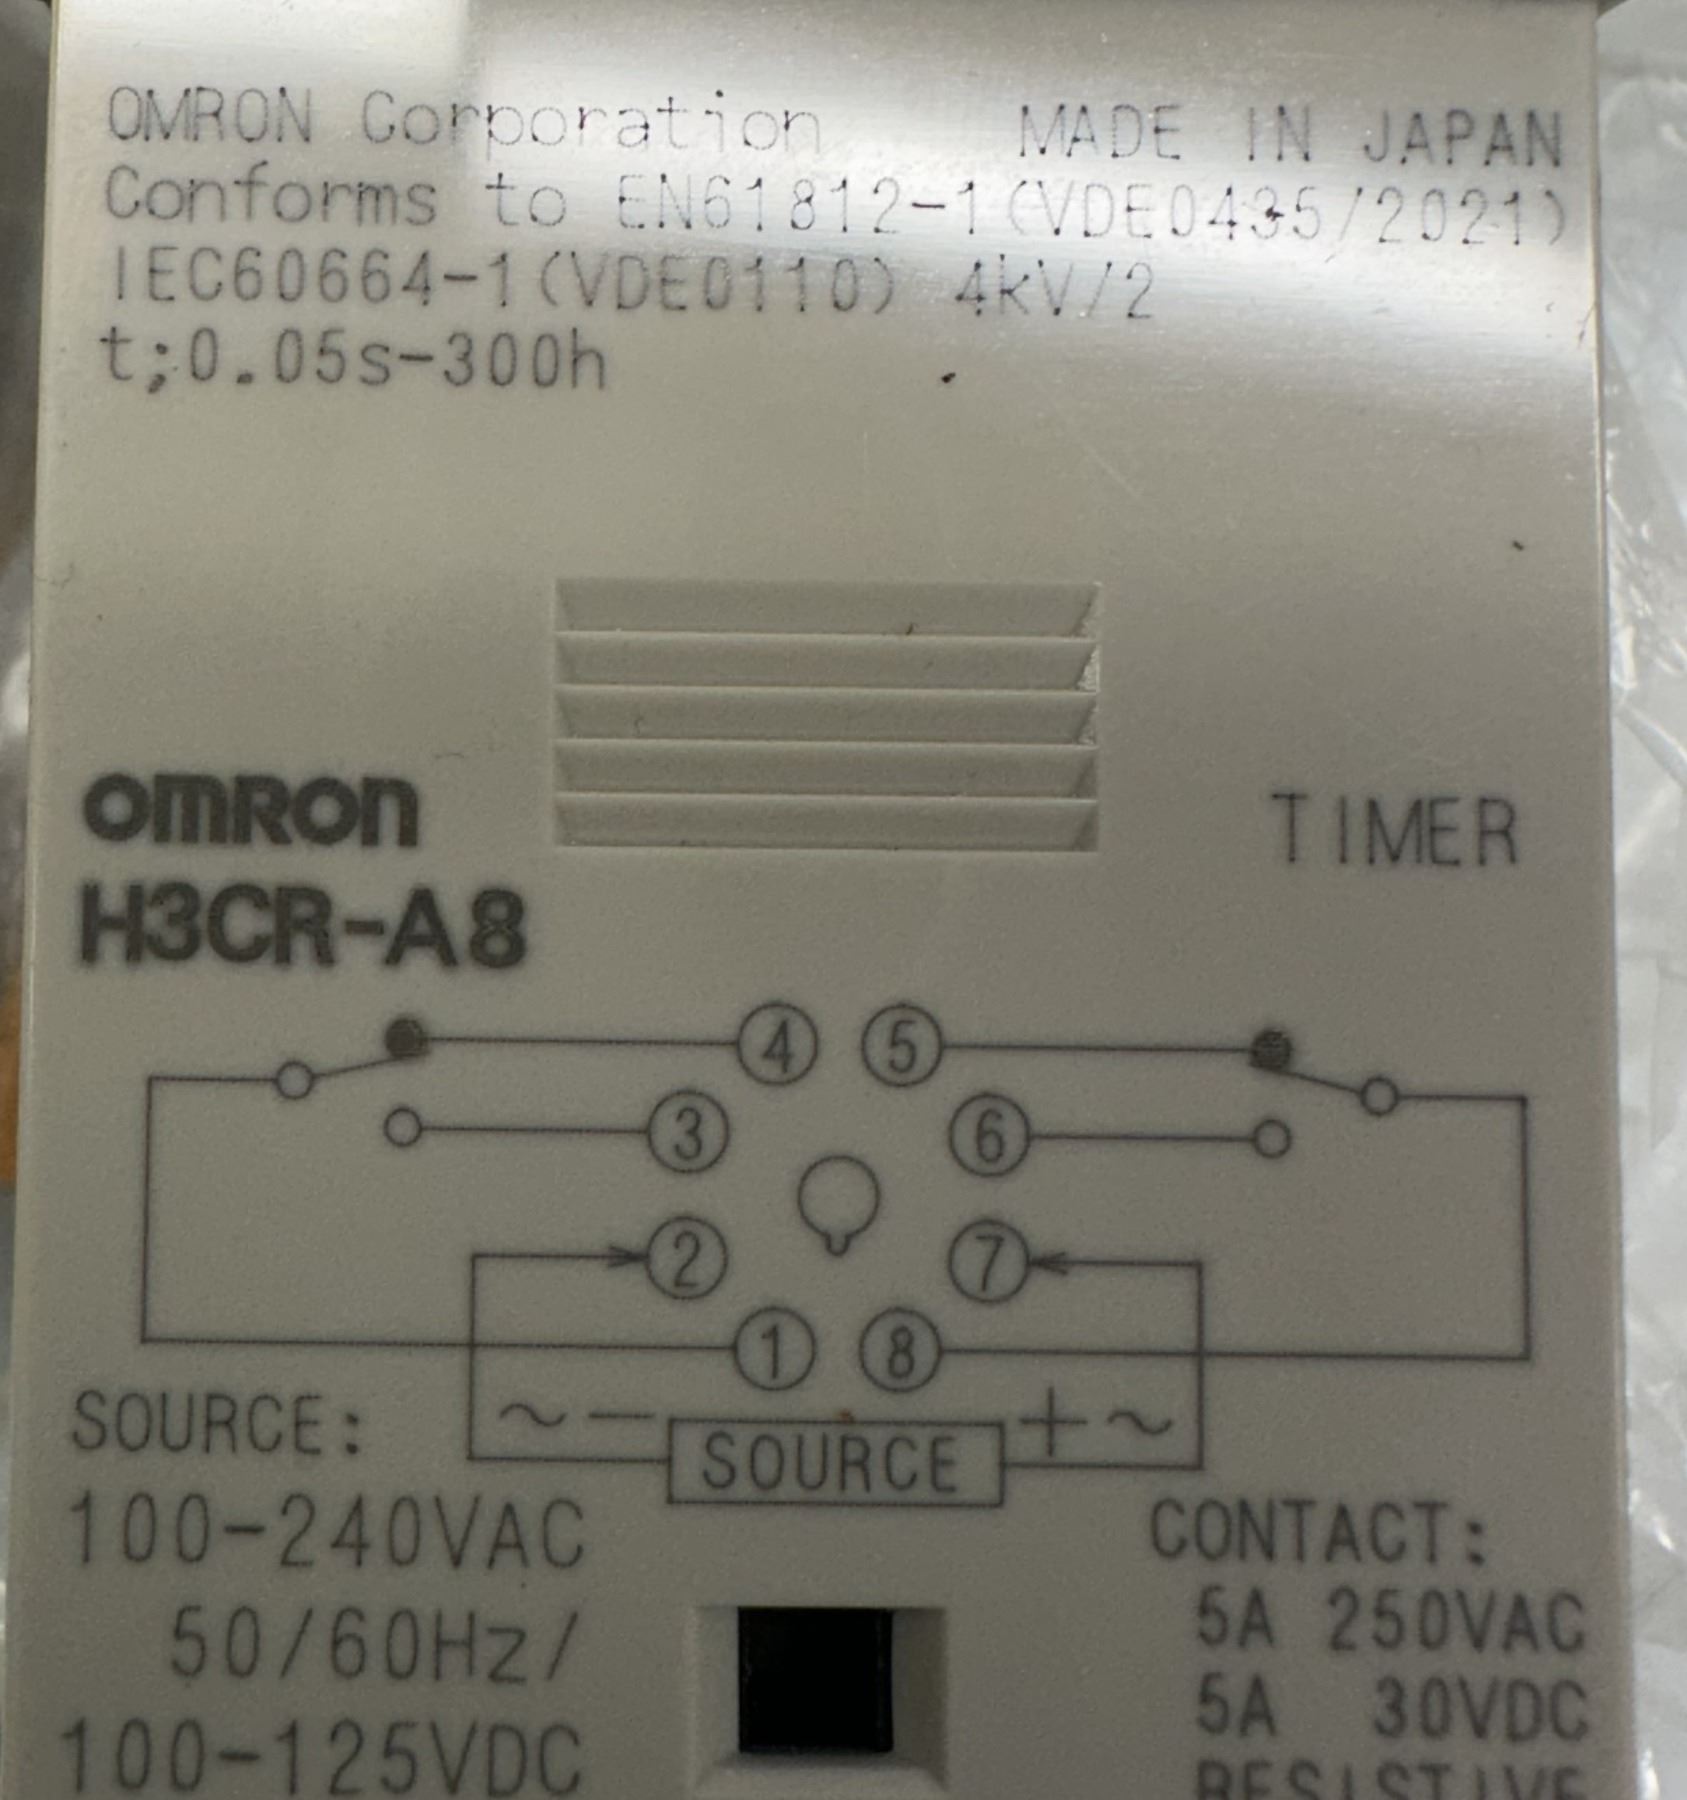 OMRON Corporation MADE IN JAPAN
Conforms to EN61812-1(VDE0435/2021)
IEC60664-1(VDE0110) 4kV/2
t;0.05s-300h
omron
TIMER
H3CR-A8
4 5
3 6
2 7
1 8
SOURCE:
~ − SOURCE + ~
100-240VAC
50/60Hz/
100-125VDC
CONTACT:
5A 250VAC
5A 30VDC
RESISTIVE